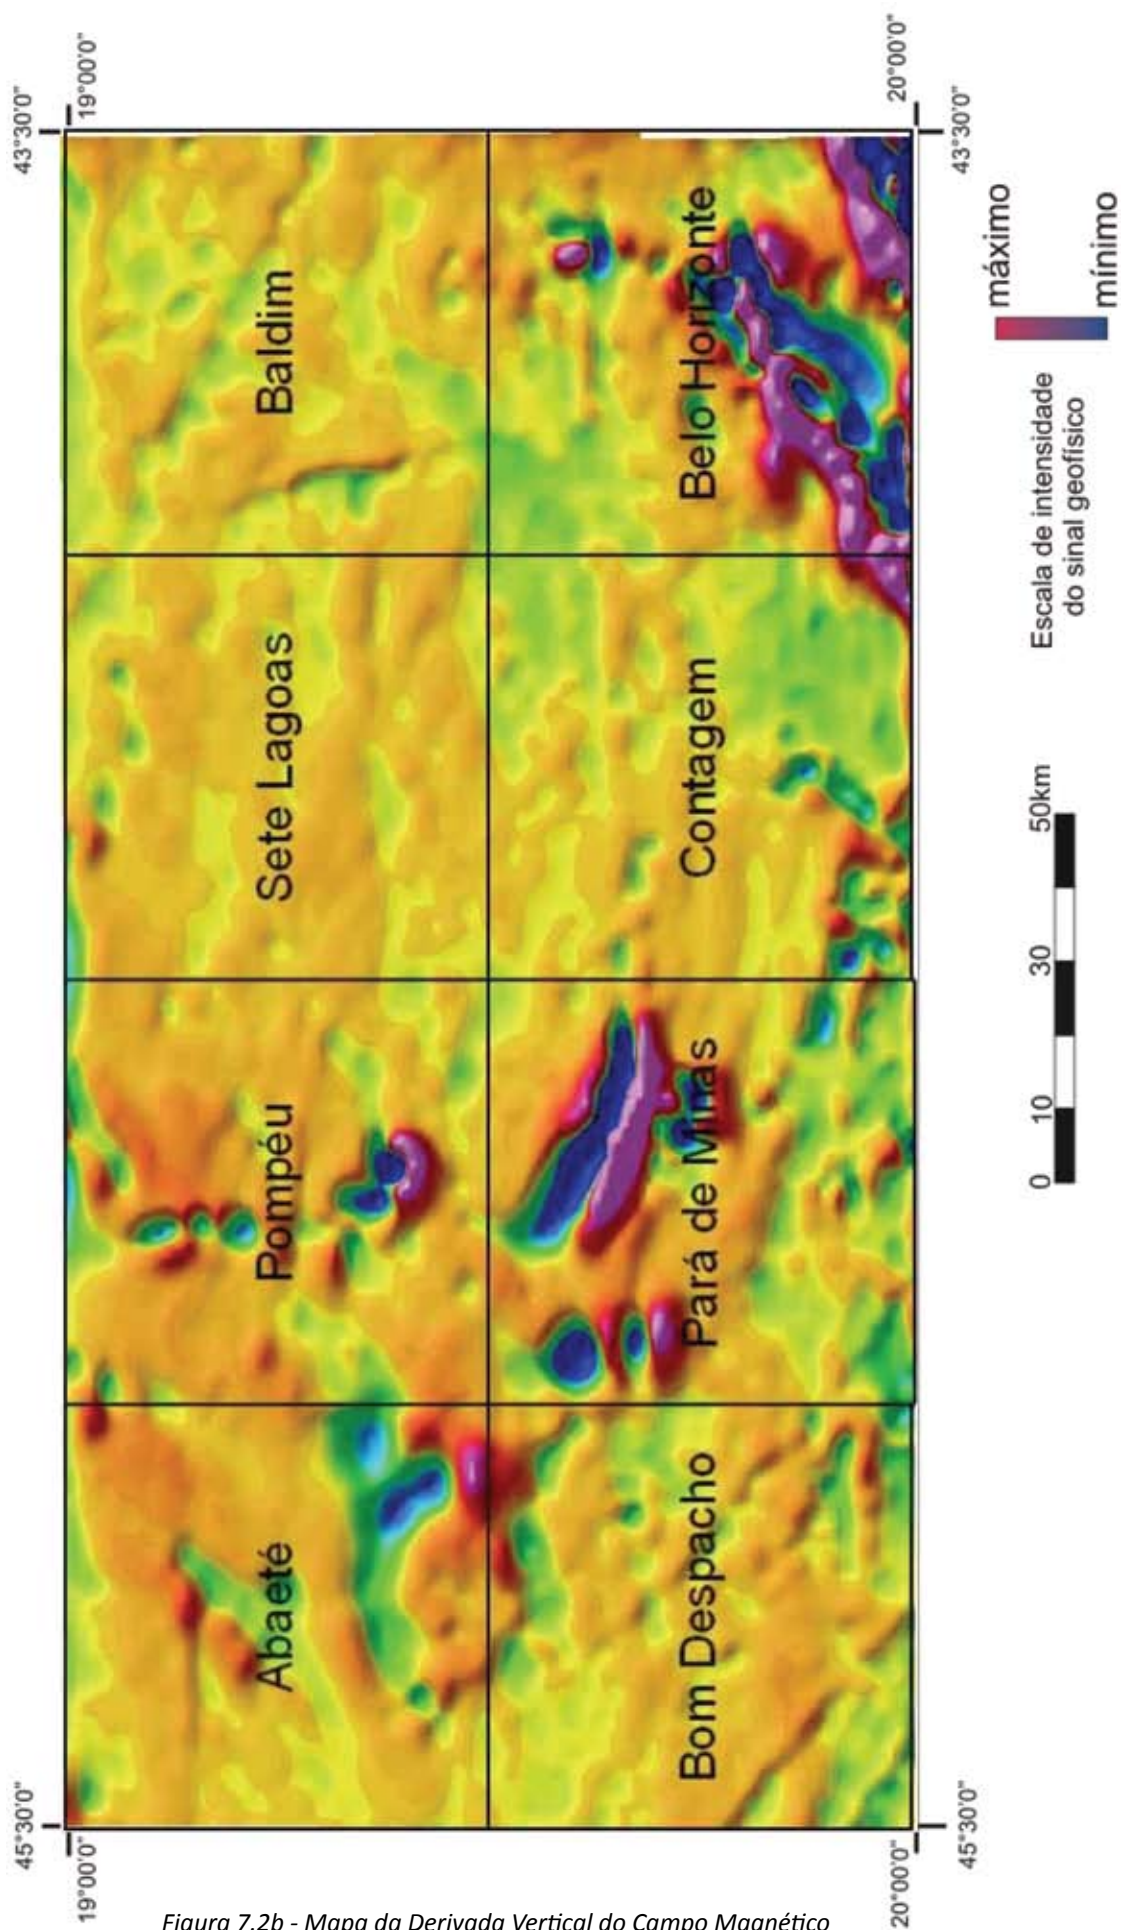 45°30'0"
43°30'0"
19°00'0"
19°00'0"
Abaeté
Pompéu
Sete Lagoas
Baldim
Bom Despacho
Pará de Minas
Contagem
Belo Horizonte
20°00'0"
20°00'0"
45°30'0"
43°30'0"
0 10 30 50km
Escala de intensidade
do sinal geofísico
máximo
mínimo
Figura 7.2b - Mapa da Derivada Vertical do Campo Magnético